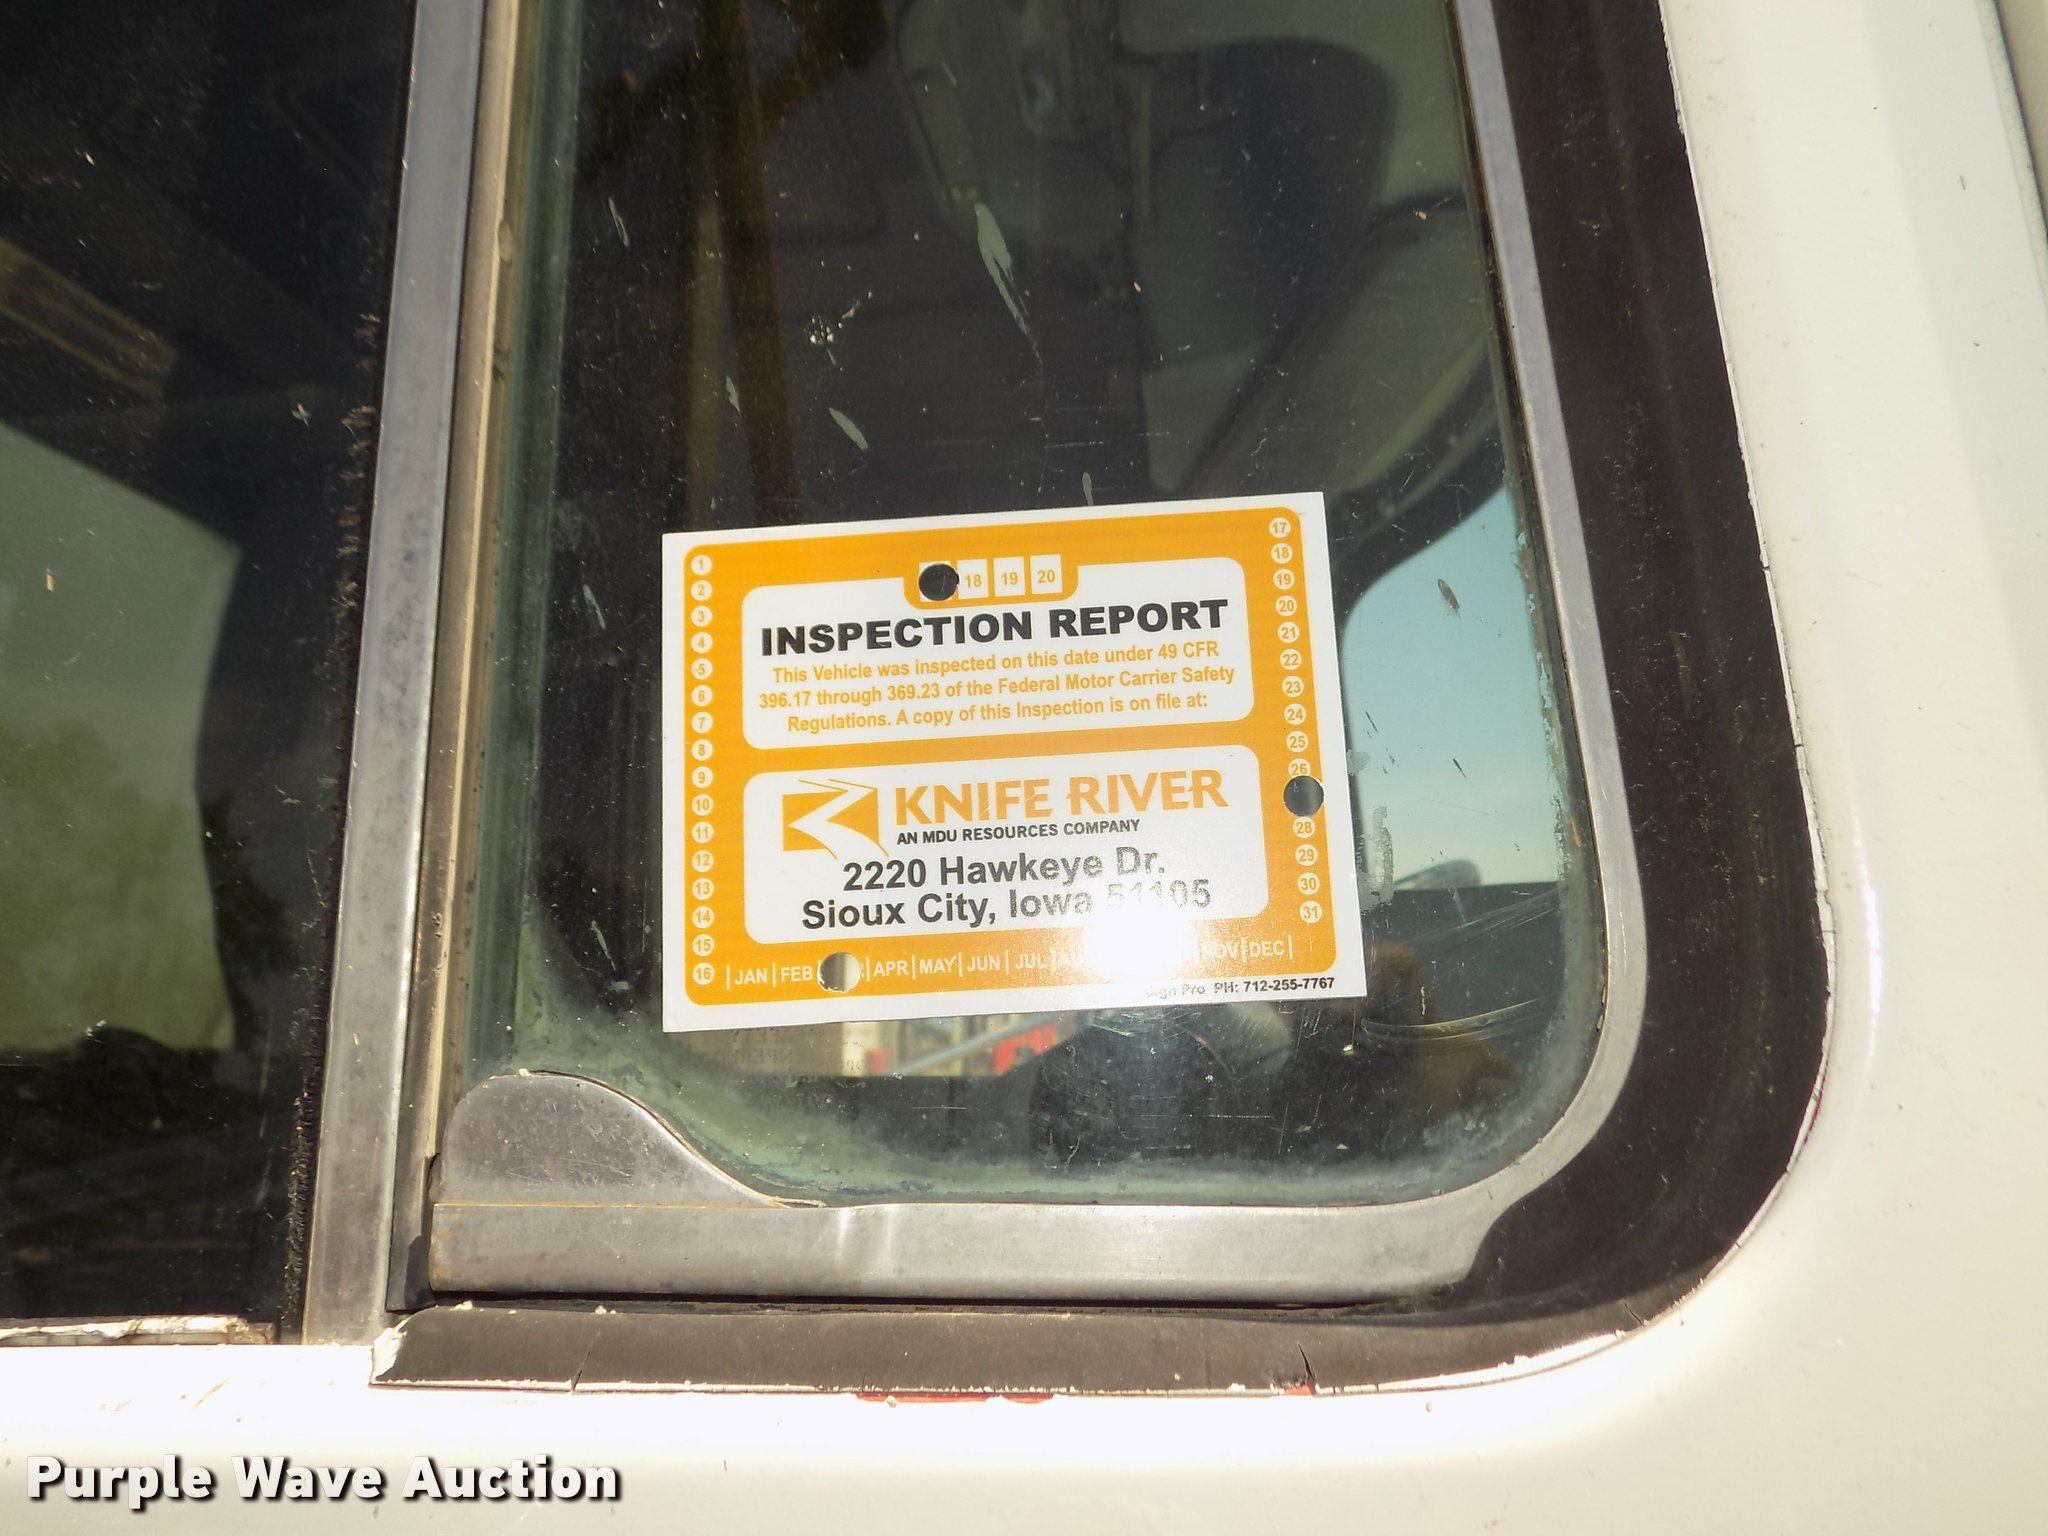 18 19 20
INSPECTION REPORT
This Vehicle was inspected on this date under 49 CFR
396.17 through 369.23 of the Federal Motor Carrier Safety
Regulations. A copy of this Inspection is on file at:
KNIFE RIVER
AN MDU RESOURCES COMPANY
2220 Hawkeye Dr.
Sioux City, Iowa 51105
1
2
3
4
5
6
7
8
9
10
11
12
13
14
15
16
17
18
19
20
21
22
23
24
25
26
28
29
30
31
JAN FEB APR MAY JUN JUL NOV DEC
Sign Pro PH: 712-255-7767
Purple Wave Auction